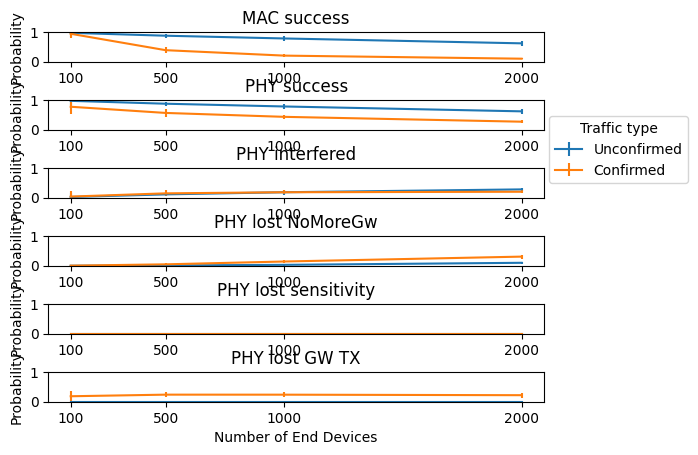 MAC success
Probability
1
0
100 500 1000 2000
PHY success
Probability
1
0
100 500 1000 2000
PHY interfered
Probability
1
0
100 500 1000 2000
PHY lost NoMoreGw
Probability
1
0
100 500 1000 2000
PHY lost sensitivity
Probability
1
0
100 500 1000 2000
PHY lost GW TX
Probability
1
0
100 500 1000 2000
Number of End Devices
Traffic type
Unconfirmed
Confirmed